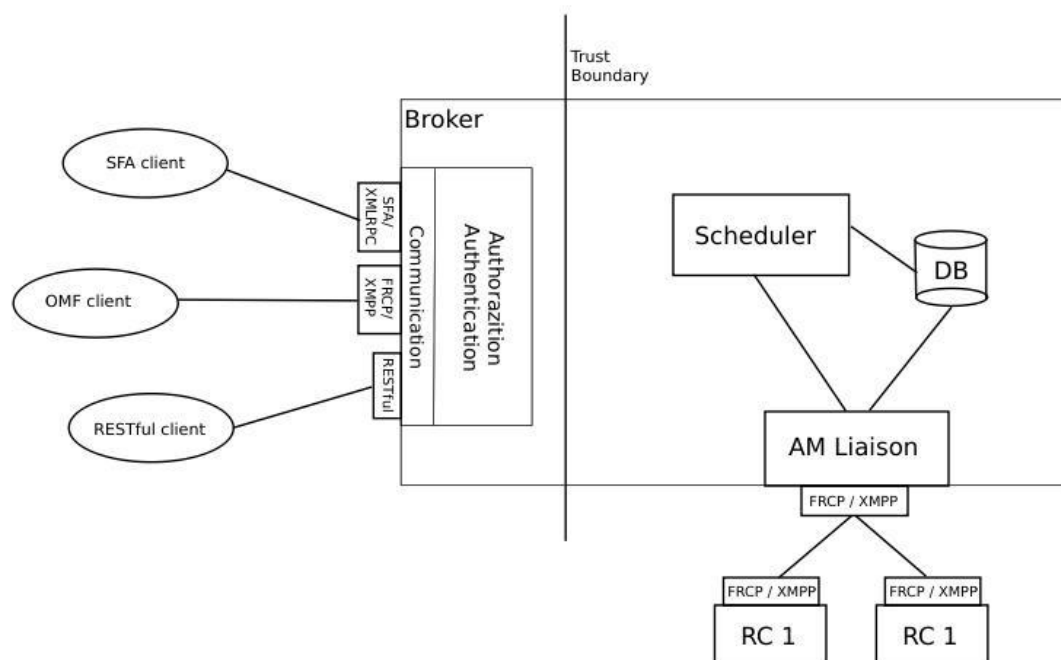 Trust
Boundary
Broker
SFA client
SFA/
XMLRPC
OMF client
FRCP/
XMPP
RESTful client
RESTful
Communication
Authorazition
Authentication
Scheduler
DB
AM Liaison
FRCP / XMPP
FRCP / XMPP
FRCP / XMPP
RC 1
RC 1